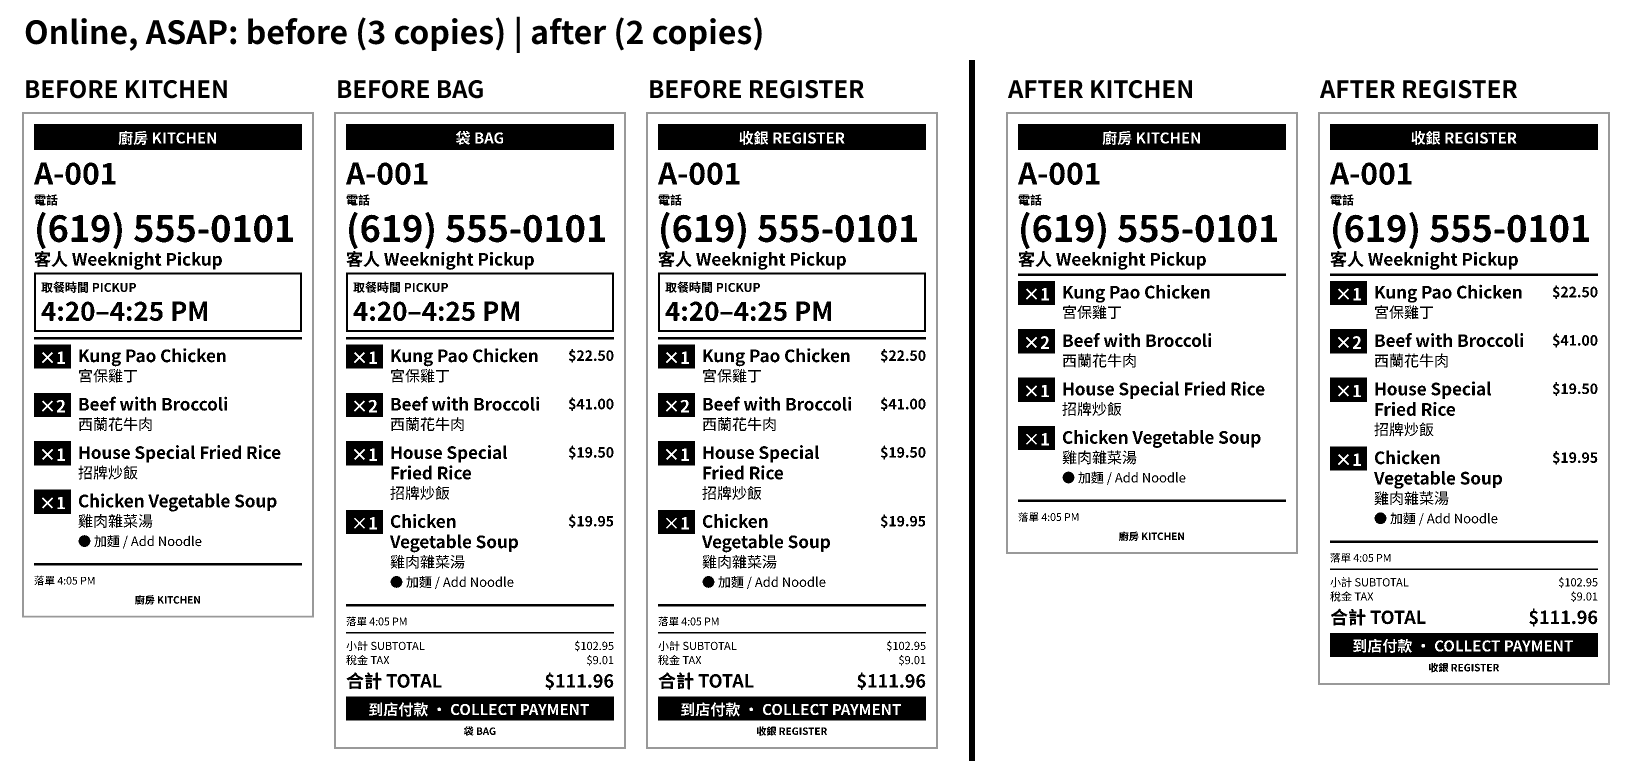 Online, ASAP: before (3 copies) | after (2 copies)
BEFORE KITCHEN
廚房 KITCHEN
A-001
電話
(619) 555-0101
客人 Weeknight Pickup
取餐時間 PICKUP
4:20–4:25 PM
×1 Kung Pao Chicken
宮保雞丁
×2 Beef with Broccoli
西蘭花牛肉
×1 House Special Fried Rice
招牌炒飯
×1 Chicken Vegetable Soup
雞肉雜菜湯
● 加麵 / Add Noodle
落單 4:05 PM
廚房 KITCHEN
BEFORE BAG
袋 BAG
A-001
電話
(619) 555-0101
客人 Weeknight Pickup
取餐時間 PICKUP
4:20–4:25 PM
×1 Kung Pao Chicken $22.50
宮保雞丁
×2 Beef with Broccoli $41.00
西蘭花牛肉
×1 House Special $19.50
Fried Rice
招牌炒飯
×1 Chicken $19.95
Vegetable Soup
雞肉雜菜湯
● 加麵 / Add Noodle
落單 4:05 PM
小計 SUBTOTAL $102.95
稅金 TAX $9.01
合計 TOTAL $111.96
到店付款 · COLLECT PAYMENT
袋 BAG
BEFORE REGISTER
收銀 REGISTER
A-001
電話
(619) 555-0101
客人 Weeknight Pickup
取餐時間 PICKUP
4:20–4:25 PM
×1 Kung Pao Chicken $22.50
宮保雞丁
×2 Beef with Broccoli $41.00
西蘭花牛肉
×1 House Special $19.50
Fried Rice
招牌炒飯
×1 Chicken $19.95
Vegetable Soup
雞肉雜菜湯
● 加麵 / Add Noodle
落單 4:05 PM
小計 SUBTOTAL $102.95
稅金 TAX $9.01
合計 TOTAL $111.96
到店付款 · COLLECT PAYMENT
收銀 REGISTER
AFTER KITCHEN
廚房 KITCHEN
A-001
電話
(619) 555-0101
客人 Weeknight Pickup
×1 Kung Pao Chicken
宮保雞丁
×2 Beef with Broccoli
西蘭花牛肉
×1 House Special Fried Rice
招牌炒飯
×1 Chicken Vegetable Soup
雞肉雜菜湯
● 加麵 / Add Noodle
落單 4:05 PM
廚房 KITCHEN
AFTER REGISTER
收銀 REGISTER
A-001
電話
(619) 555-0101
客人 Weeknight Pickup
×1 Kung Pao Chicken $22.50
宮保雞丁
×2 Beef with Broccoli $41.00
西蘭花牛肉
×1 House Special $19.50
Fried Rice
招牌炒飯
×1 Chicken $19.95
Vegetable Soup
雞肉雜菜湯
● 加麵 / Add Noodle
落單 4:05 PM
小計 SUBTOTAL $102.95
稅金 TAX $9.01
合計 TOTAL $111.96
到店付款 · COLLECT PAYMENT
收銀 REGISTER